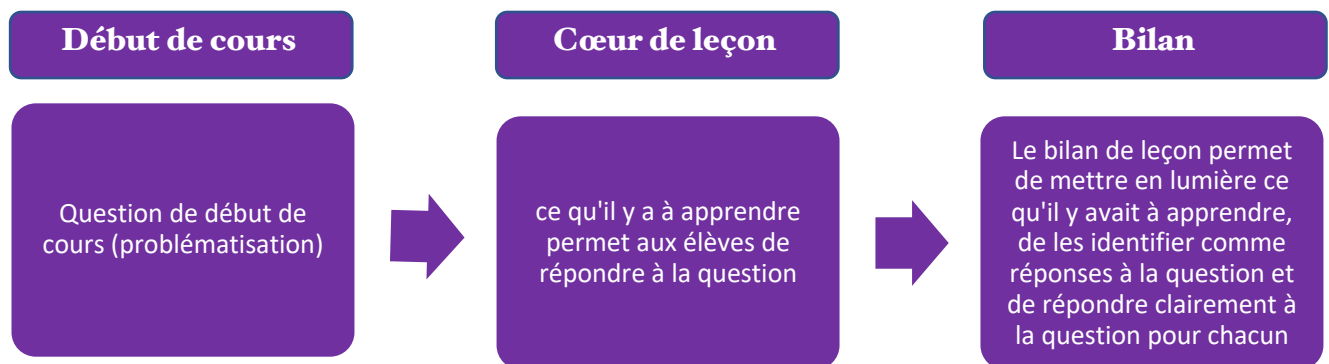 Début de cours
Cœur de leçon
Bilan
Question de début de
cours (problématisation)
ce qu'il y a à apprendre
permet aux élèves de
répondre à la question
Le bilan de leçon permet
de mettre en lumière ce
qu'il y avait à apprendre,
de les identifier comme
réponses à la question et
de répondre clairement à
la question pour chacun